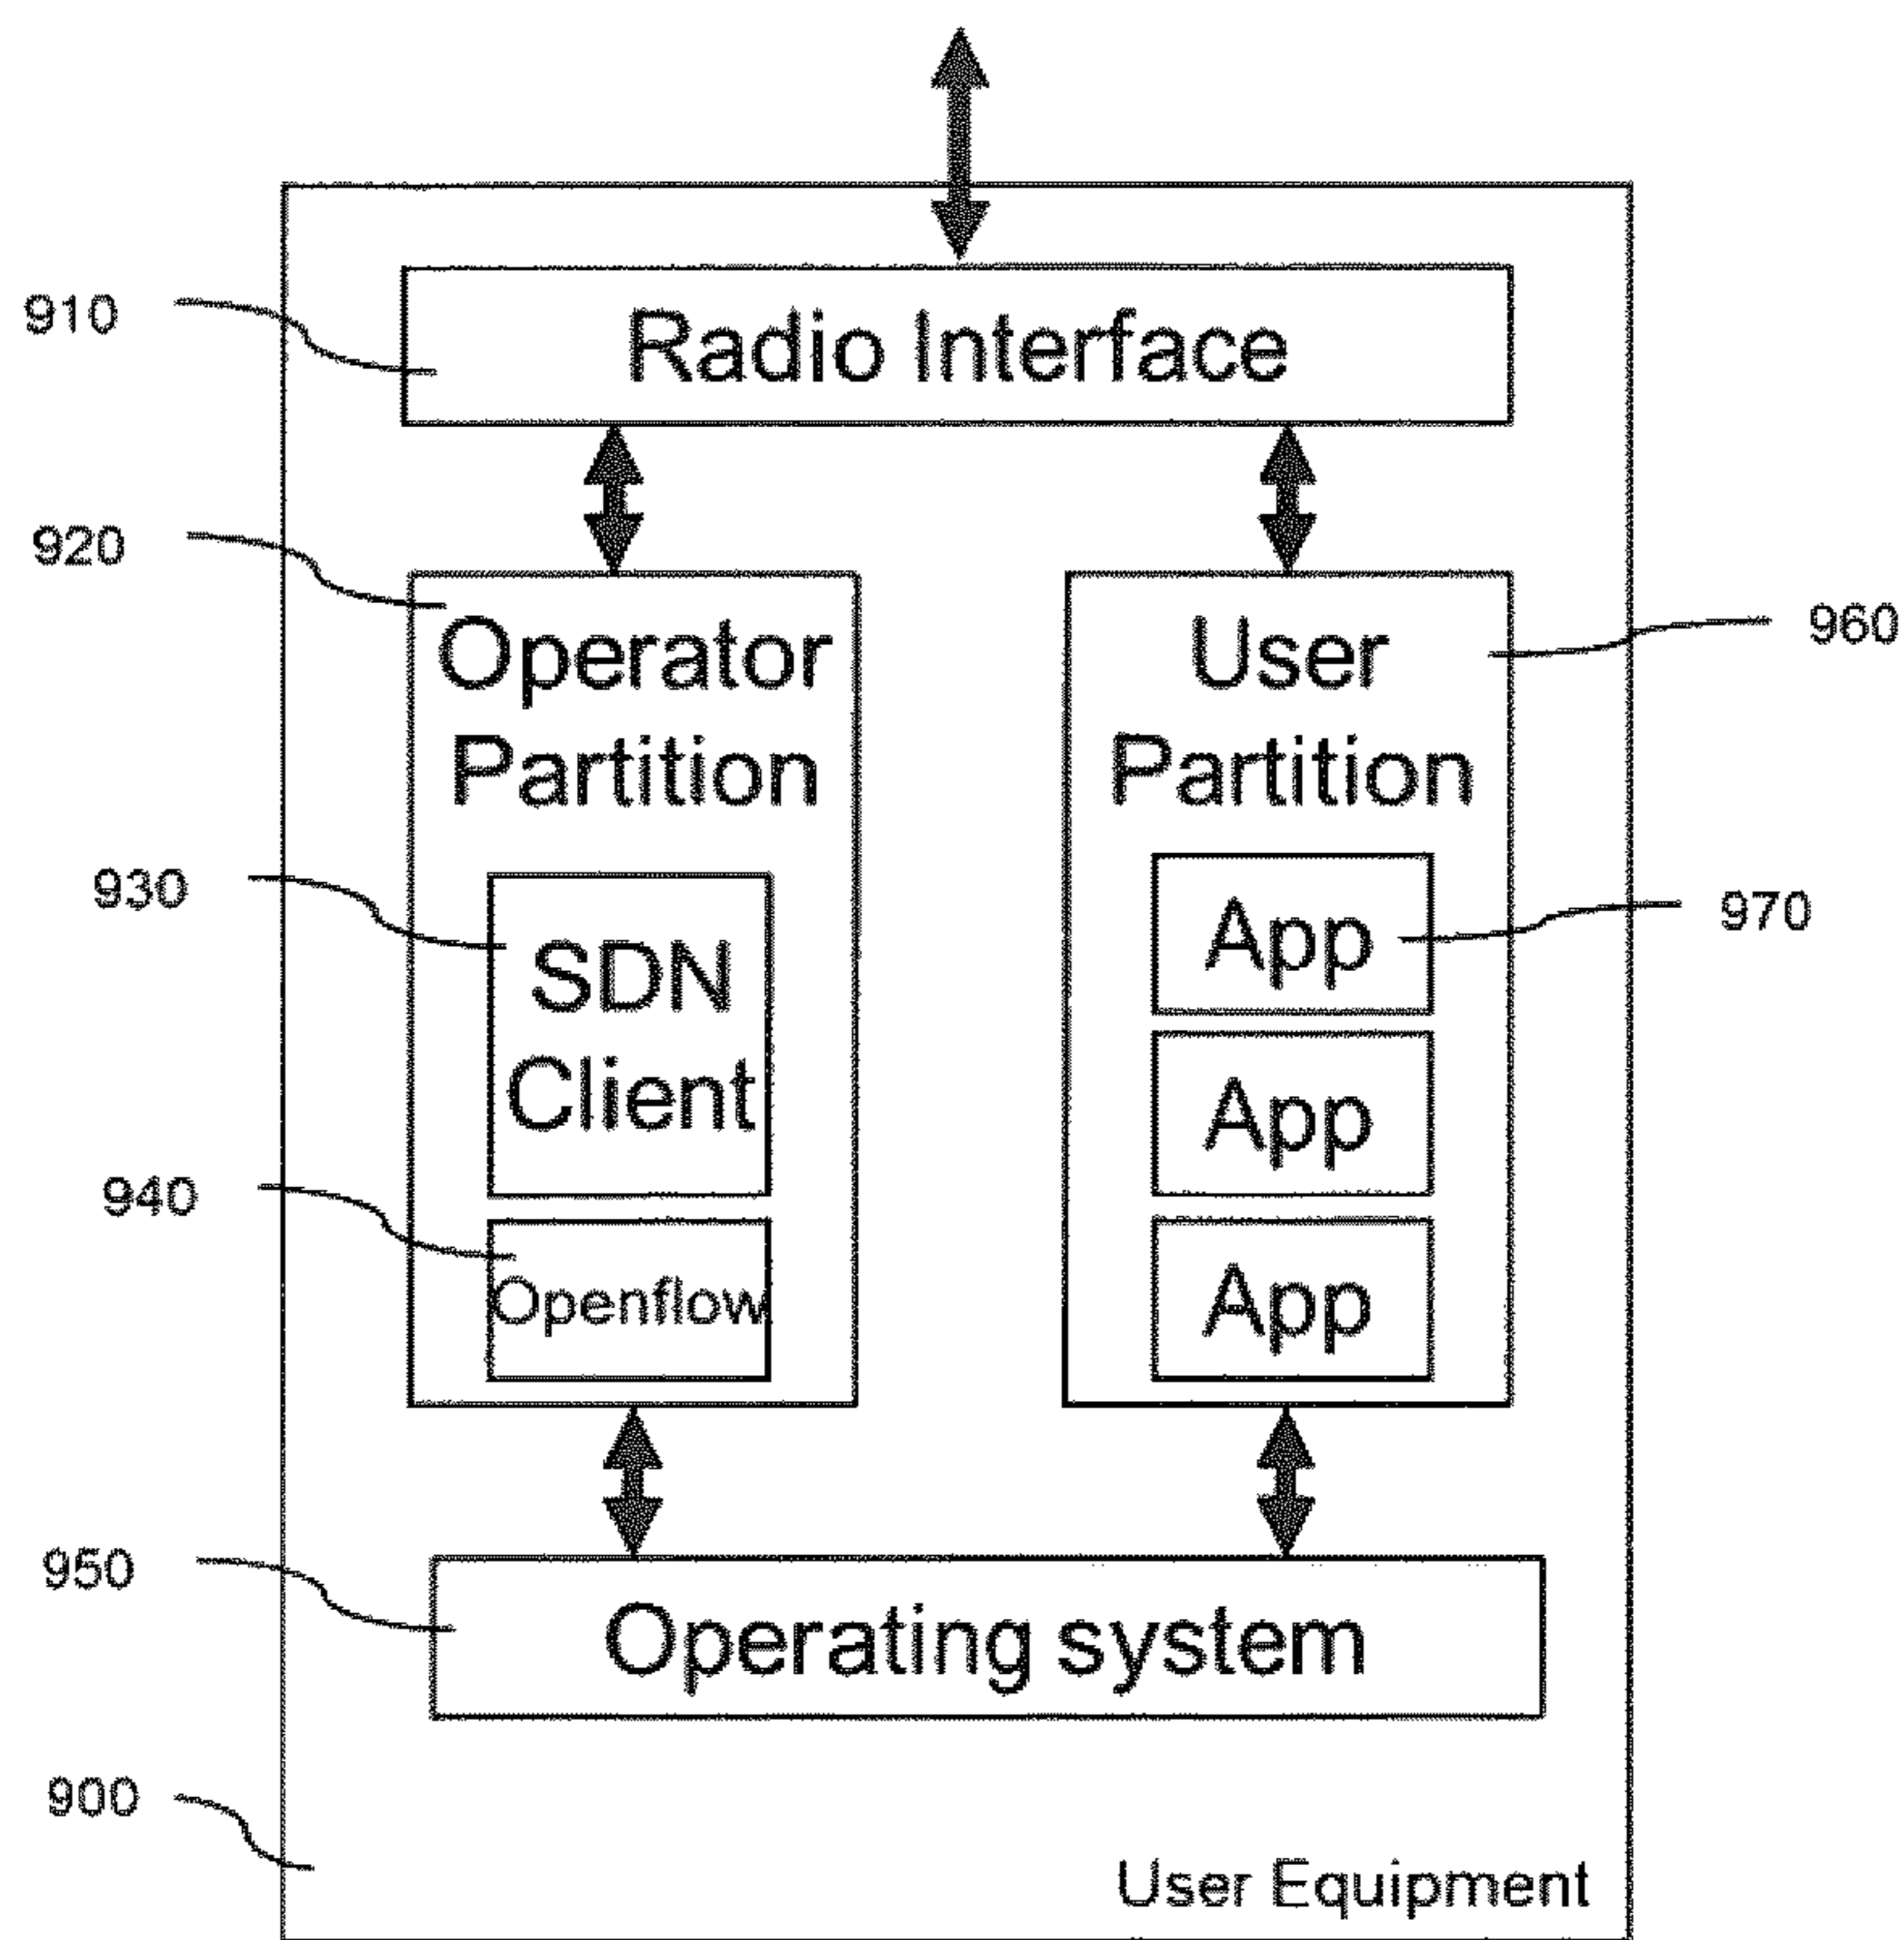 910
Radio Interface
920
Operator
Partition
User
Partition
960
930
SDN
Client
App
970
App
940
Openflow
App
950
Operating system
900
User Equipment